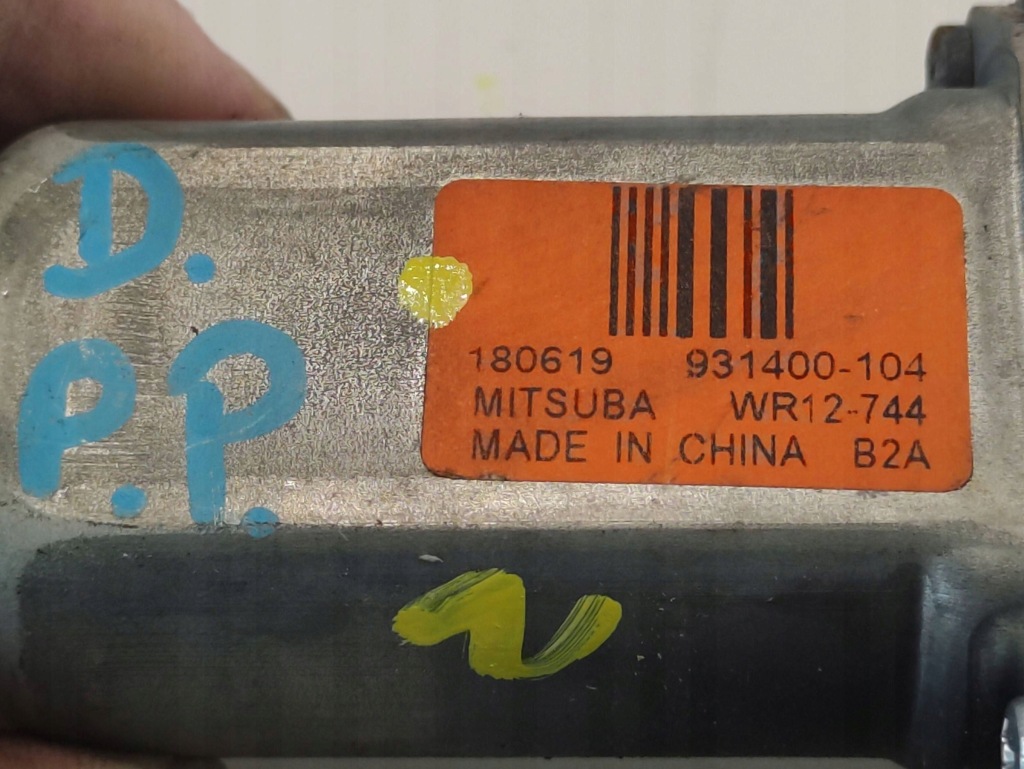 D.
P.P.
180619 931400-104
MITSUBA WR12-744
MADE IN CHINA B2A